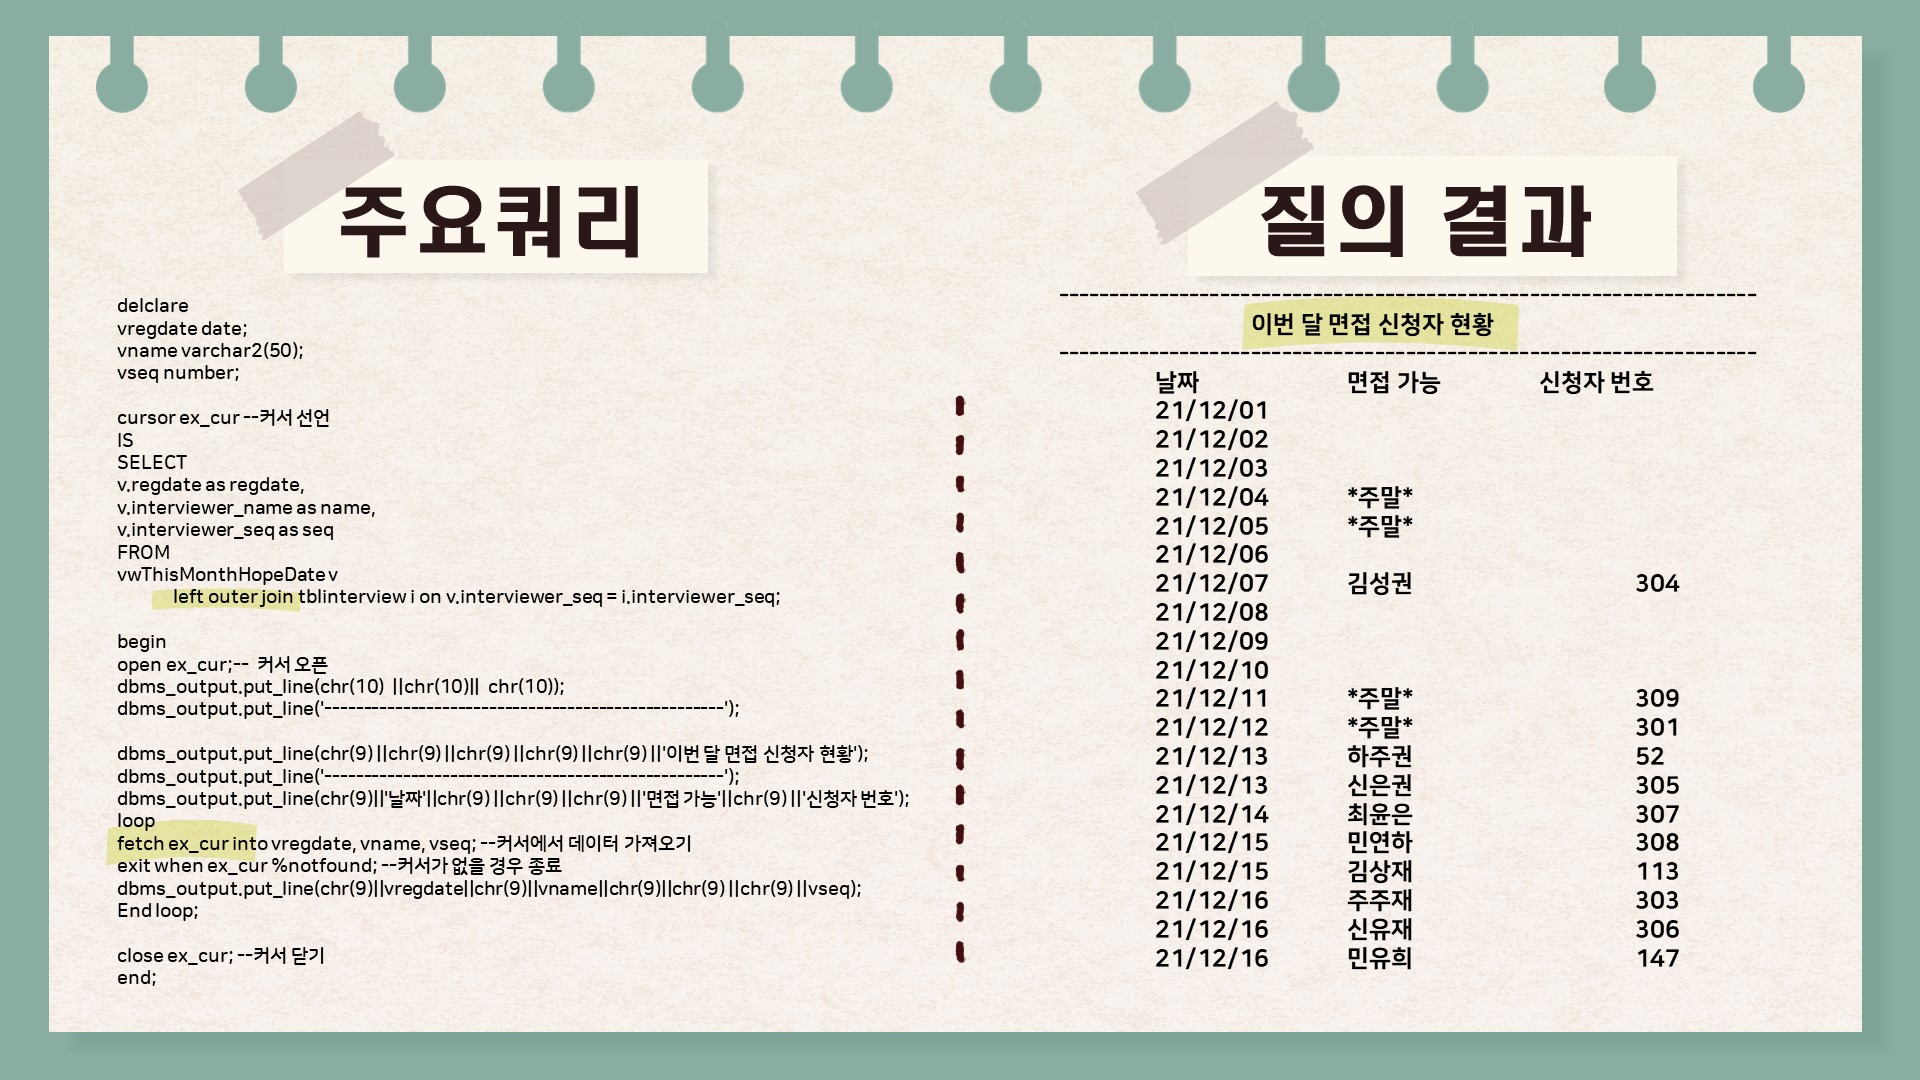 주요쿼리
delclare
vregdate date;
vname varchar2(50);
vseq number;
cursor ex_cur --커서 선언
IS
SELECT
v.regdate as regdate,
v.interviewer_name as name,
v.interviewer_seq as seq
FROM
vwThisMonthHopeDate v
left outer join tblinterview i on v.interviewer_seq = i.interviewer_seq;
begin
open ex_cur;-- 커서 오픈
dbms_output.put_line(chr(10) ||chr(10)|| chr(10));
dbms_output.put_line('--------------------------------------------------');
dbms_output.put_line(chr(9)||chr(9)||chr(9)||chr(9)||chr(9)||'이번 달 면접 신청자 현황');
dbms_output.put_line('--------------------------------------------------');
dbms_output.put_line(chr(9)||'날짜'||chr(9)||chr(9)||chr(9)||'면접 가능'||chr(9)||'신청자 번호');
loop
fetch ex_cur into vregdate, vname, vseq; --커서에서 데이터 가져오기
exit when ex_cur %notfound; --커서가 없을 경우 종료
dbms_output.put_line(chr(9)||vregdate||chr(9)||vname||chr(9)||chr(9)||chr(9)||vseq);
End loop;
close ex_cur; --커서 닫기
end;
질의 결과
----------------------------------------------------------------------
이번 달 면접 신청자 현황
----------------------------------------------------------------------
날짜 면접 가능 신청자 번호
21/12/01
21/12/02
21/12/03
21/12/04 *주말*
21/12/05 *주말*
21/12/06
21/12/07 김성권 304
21/12/08
21/12/09
21/12/10
21/12/11 *주말* 309
21/12/12 *주말* 301
21/12/13 하주권 52
21/12/13 신은권 305
21/12/14 최윤은 307
21/12/15 민연하 308
21/12/15 김상재 113
21/12/16 주주재 303
21/12/16 신유재 306
21/12/16 민유희 147